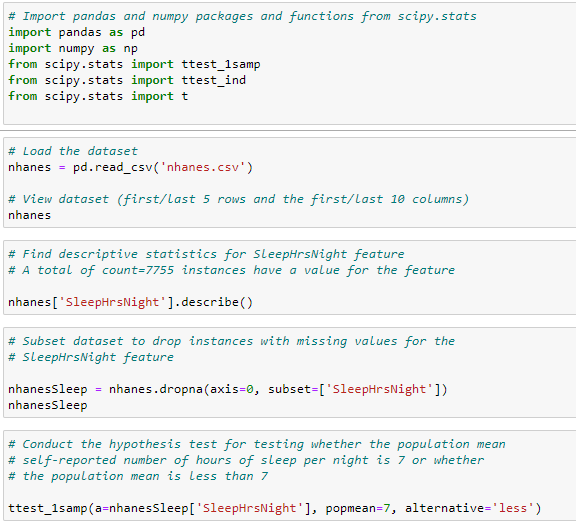 # Import pandas and numpy packages and functions from scipy.stats
import pandas as pd
import numpy as np
from scipy.stats import ttest_1samp
from scipy.stats import ttest_ind
from scipy.stats import t
# Load the dataset
nhanes = pd.read_csv('nhanes.csv')
# View dataset (first/last 5 rows and the first/last 10 columns)
nhanes
# Find descriptive statistics for SleepHrsNight feature
# A total of count=7755 instances have a value for the feature
nhanes['SleepHrsNight'].describe()
# Subset dataset to drop instances with missing values for the
# SleepHrsNight feature
nhanesSleep = nhanes.dropna(axis=0, subset=['SleepHrsNight'])
nhanesSleep
# Conduct the hypothesis test for testing whether the population mean
# self-reported number of hours of sleep per night is 7 or whether
# the population mean is less than 7
ttest_1samp(a=nhanesSleep['SleepHrsNight'], popmean=7, alternative='less')